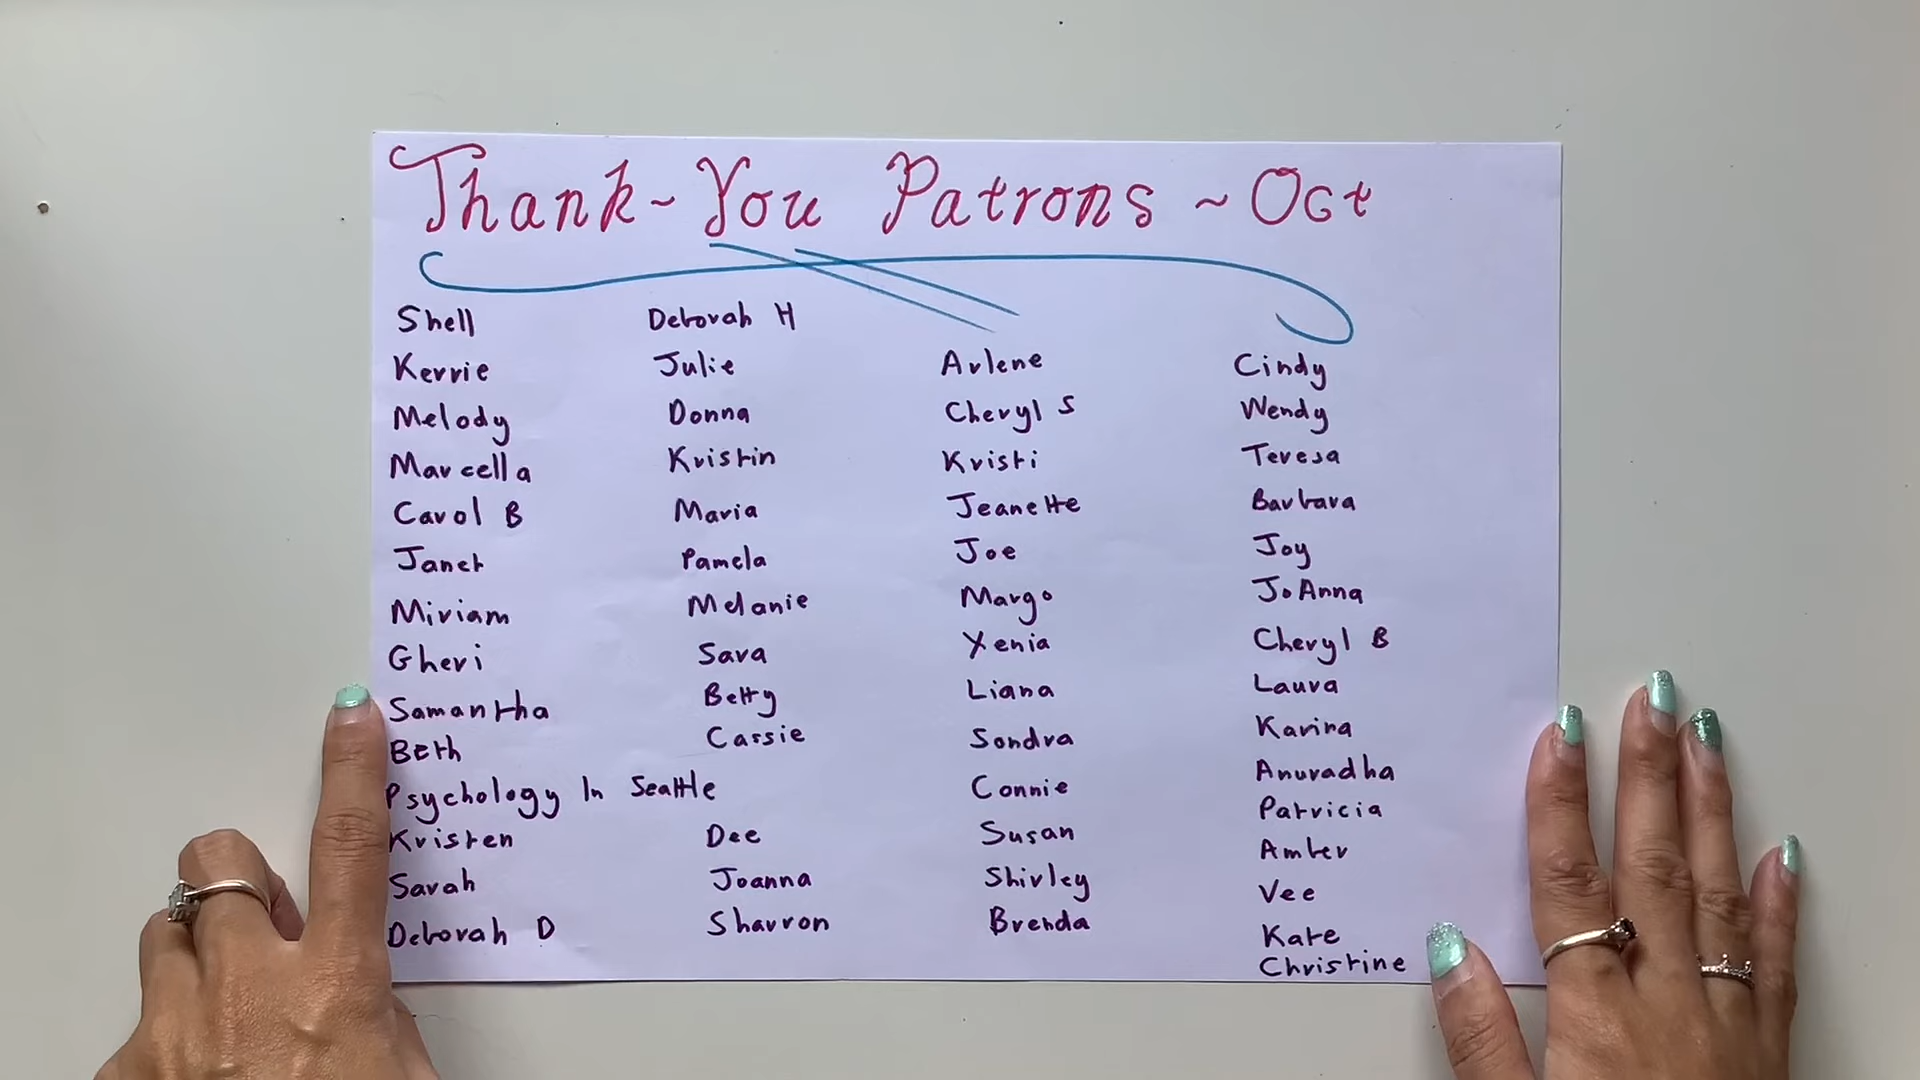 Thank-You Patrons ~ Oct
Shell
Kerrie
Melody
Marcella
Carol B
Janet
Miriam
Gheri
Samantha
Beth
Psychology In Seattle
Kristen
Sarah
Deborah D
Deborah H
Julie
Donna
Kristin
Maria
Pamela
Melanie
Sara
Betty
Cassie
Dee
Joanna
Sharron
Arlene
Cheryl S
Kristi
Jeanette
Joe
Margo
Xenia
Liana
Sondra
Connie
Susan
Shirley
Brenda
Cindy
Wendy
Teresa
Barbara
Joy
JoAnna
Cheryl B
Laura
Karina
Anuradha
Patricia
Amber
Vee
Kate
Christine